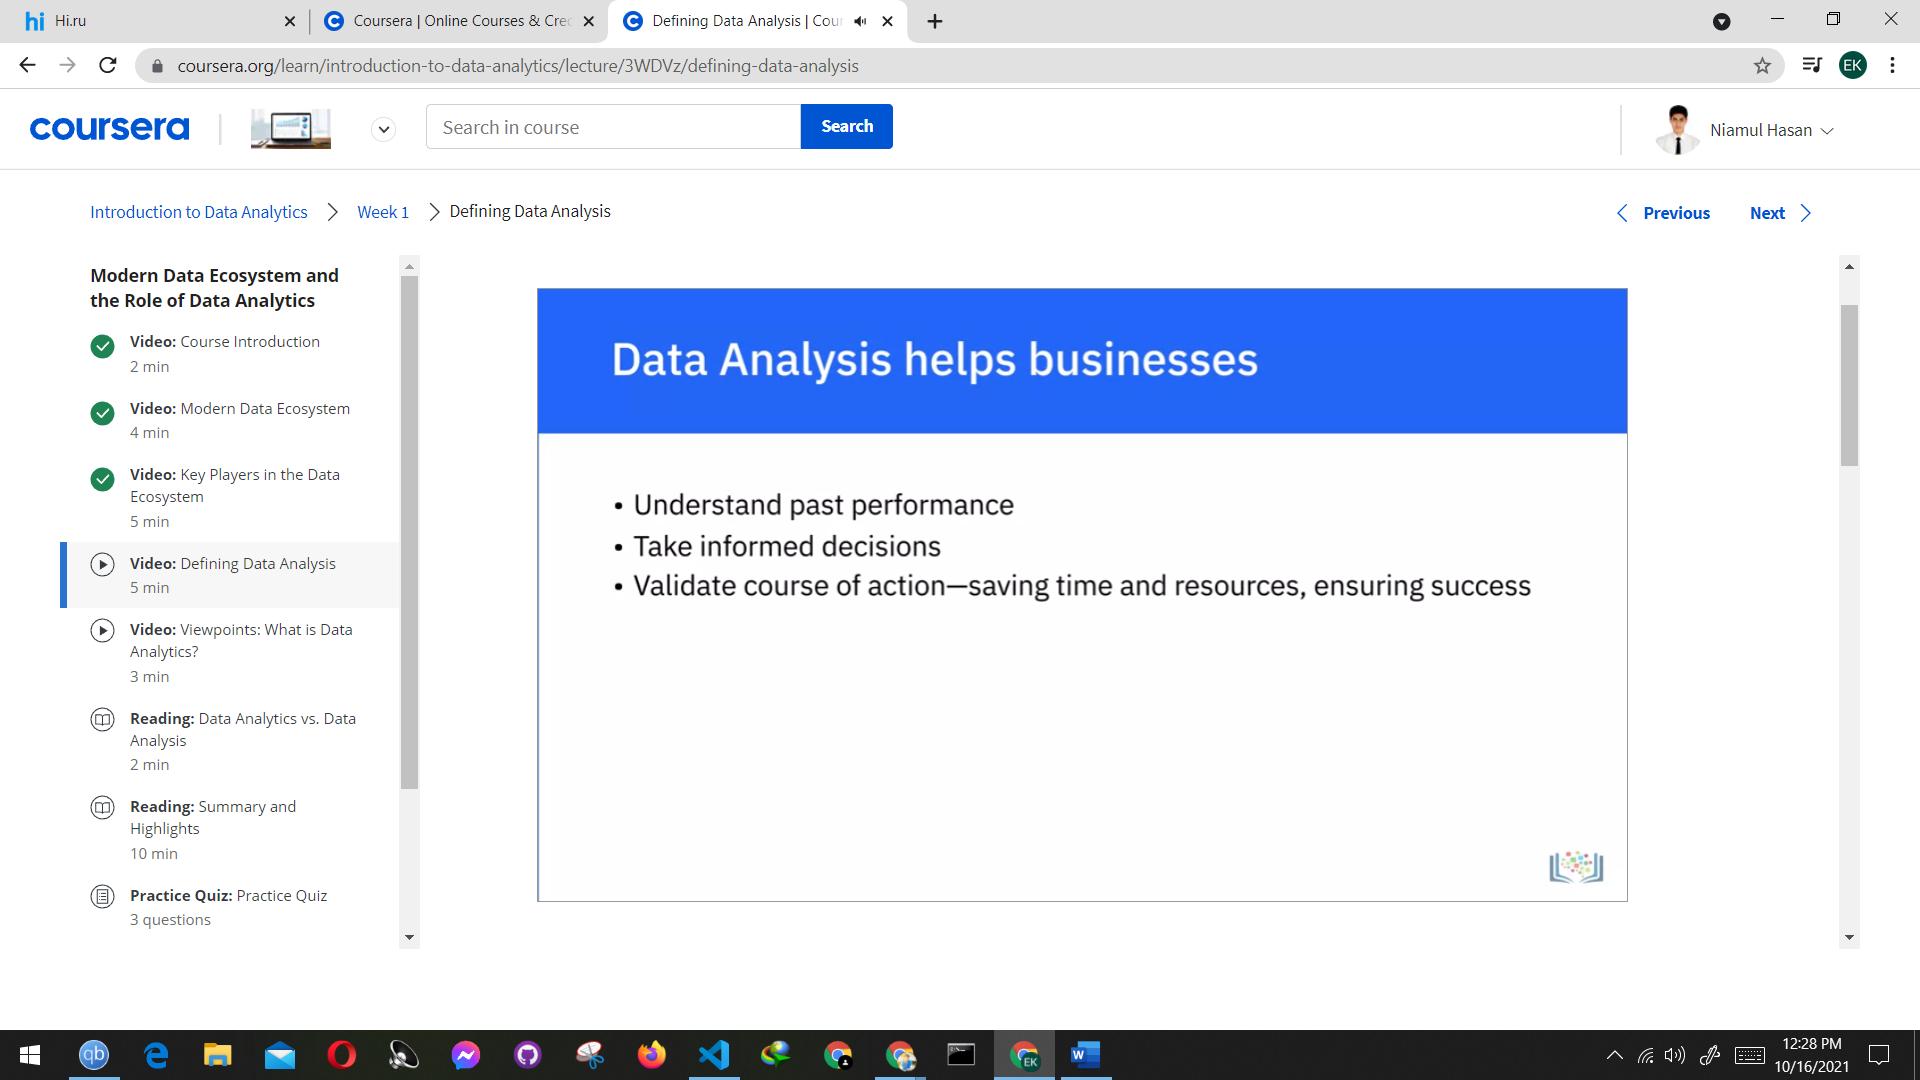 Hi.ru
Coursera | Online Courses & Cre
Defining Data Analysis | Cou
coursera.org/learn/introduction-to-data-analytics/lecture/3WDVz/defining-data-analysis
EK
coursera
Search in course
Search
Niamul Hasan
Introduction to Data Analytics
Week 1
Defining Data Analysis
Previous
Next
Modern Data Ecosystem and
the Role of Data Analytics
Video: Course Introduction
2 min
Video: Modern Data Ecosystem
4 min
Video: Key Players in the Data
Ecosystem
5 min
Video: Defining Data Analysis
5 min
Video: Viewpoints: What is Data
Analytics?
3 min
Reading: Data Analytics vs. Data
Analysis
2 min
Reading: Summary and
Highlights
10 min
Practice Quiz: Practice Quiz
3 questions
Data Analysis helps businesses
• Understand past performance
• Take informed decisions
• Validate course of action—saving time and resources, ensuring success
12:28 PM
10/16/2021